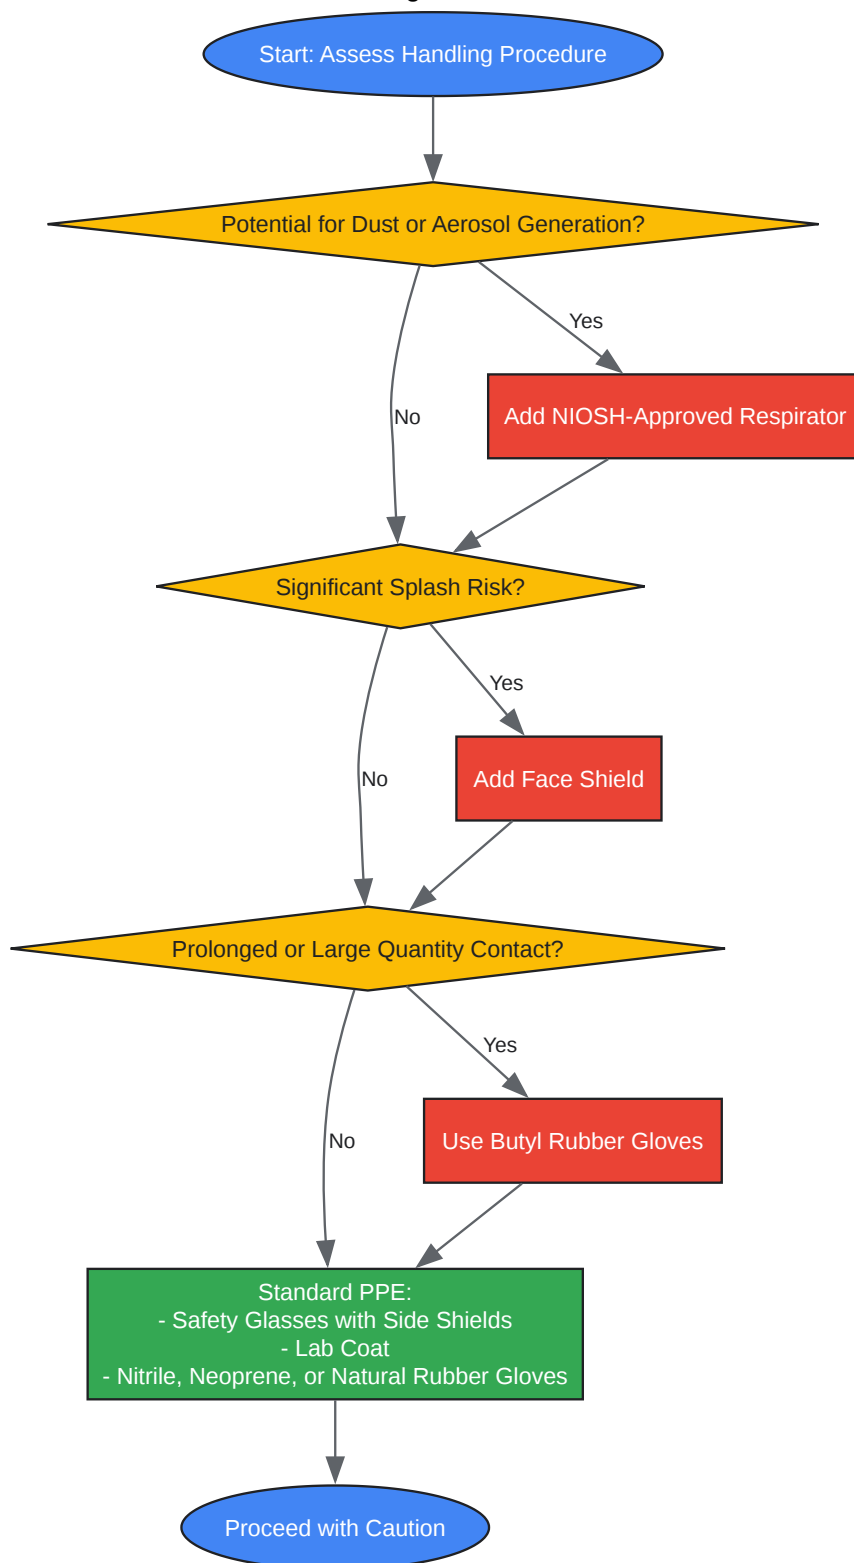 Start: Assess Handling Procedure
Potential for Dust or Aerosol Generation?
Yes
No
Add NIOSH-Approved Respirator
Significant Splash Risk?
Yes
No
Add Face Shield
Prolonged or Large Quantity Contact?
Yes
No
Use Butyl Rubber Gloves
Standard PPE:
- Safety Glasses with Side Shields
- Lab Coat
- Nitrile, Neoprene, or Natural Rubber Gloves
Proceed with Caution